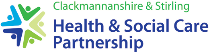 Clackmannanshire & Stirling
Health & Social Care
Partnership